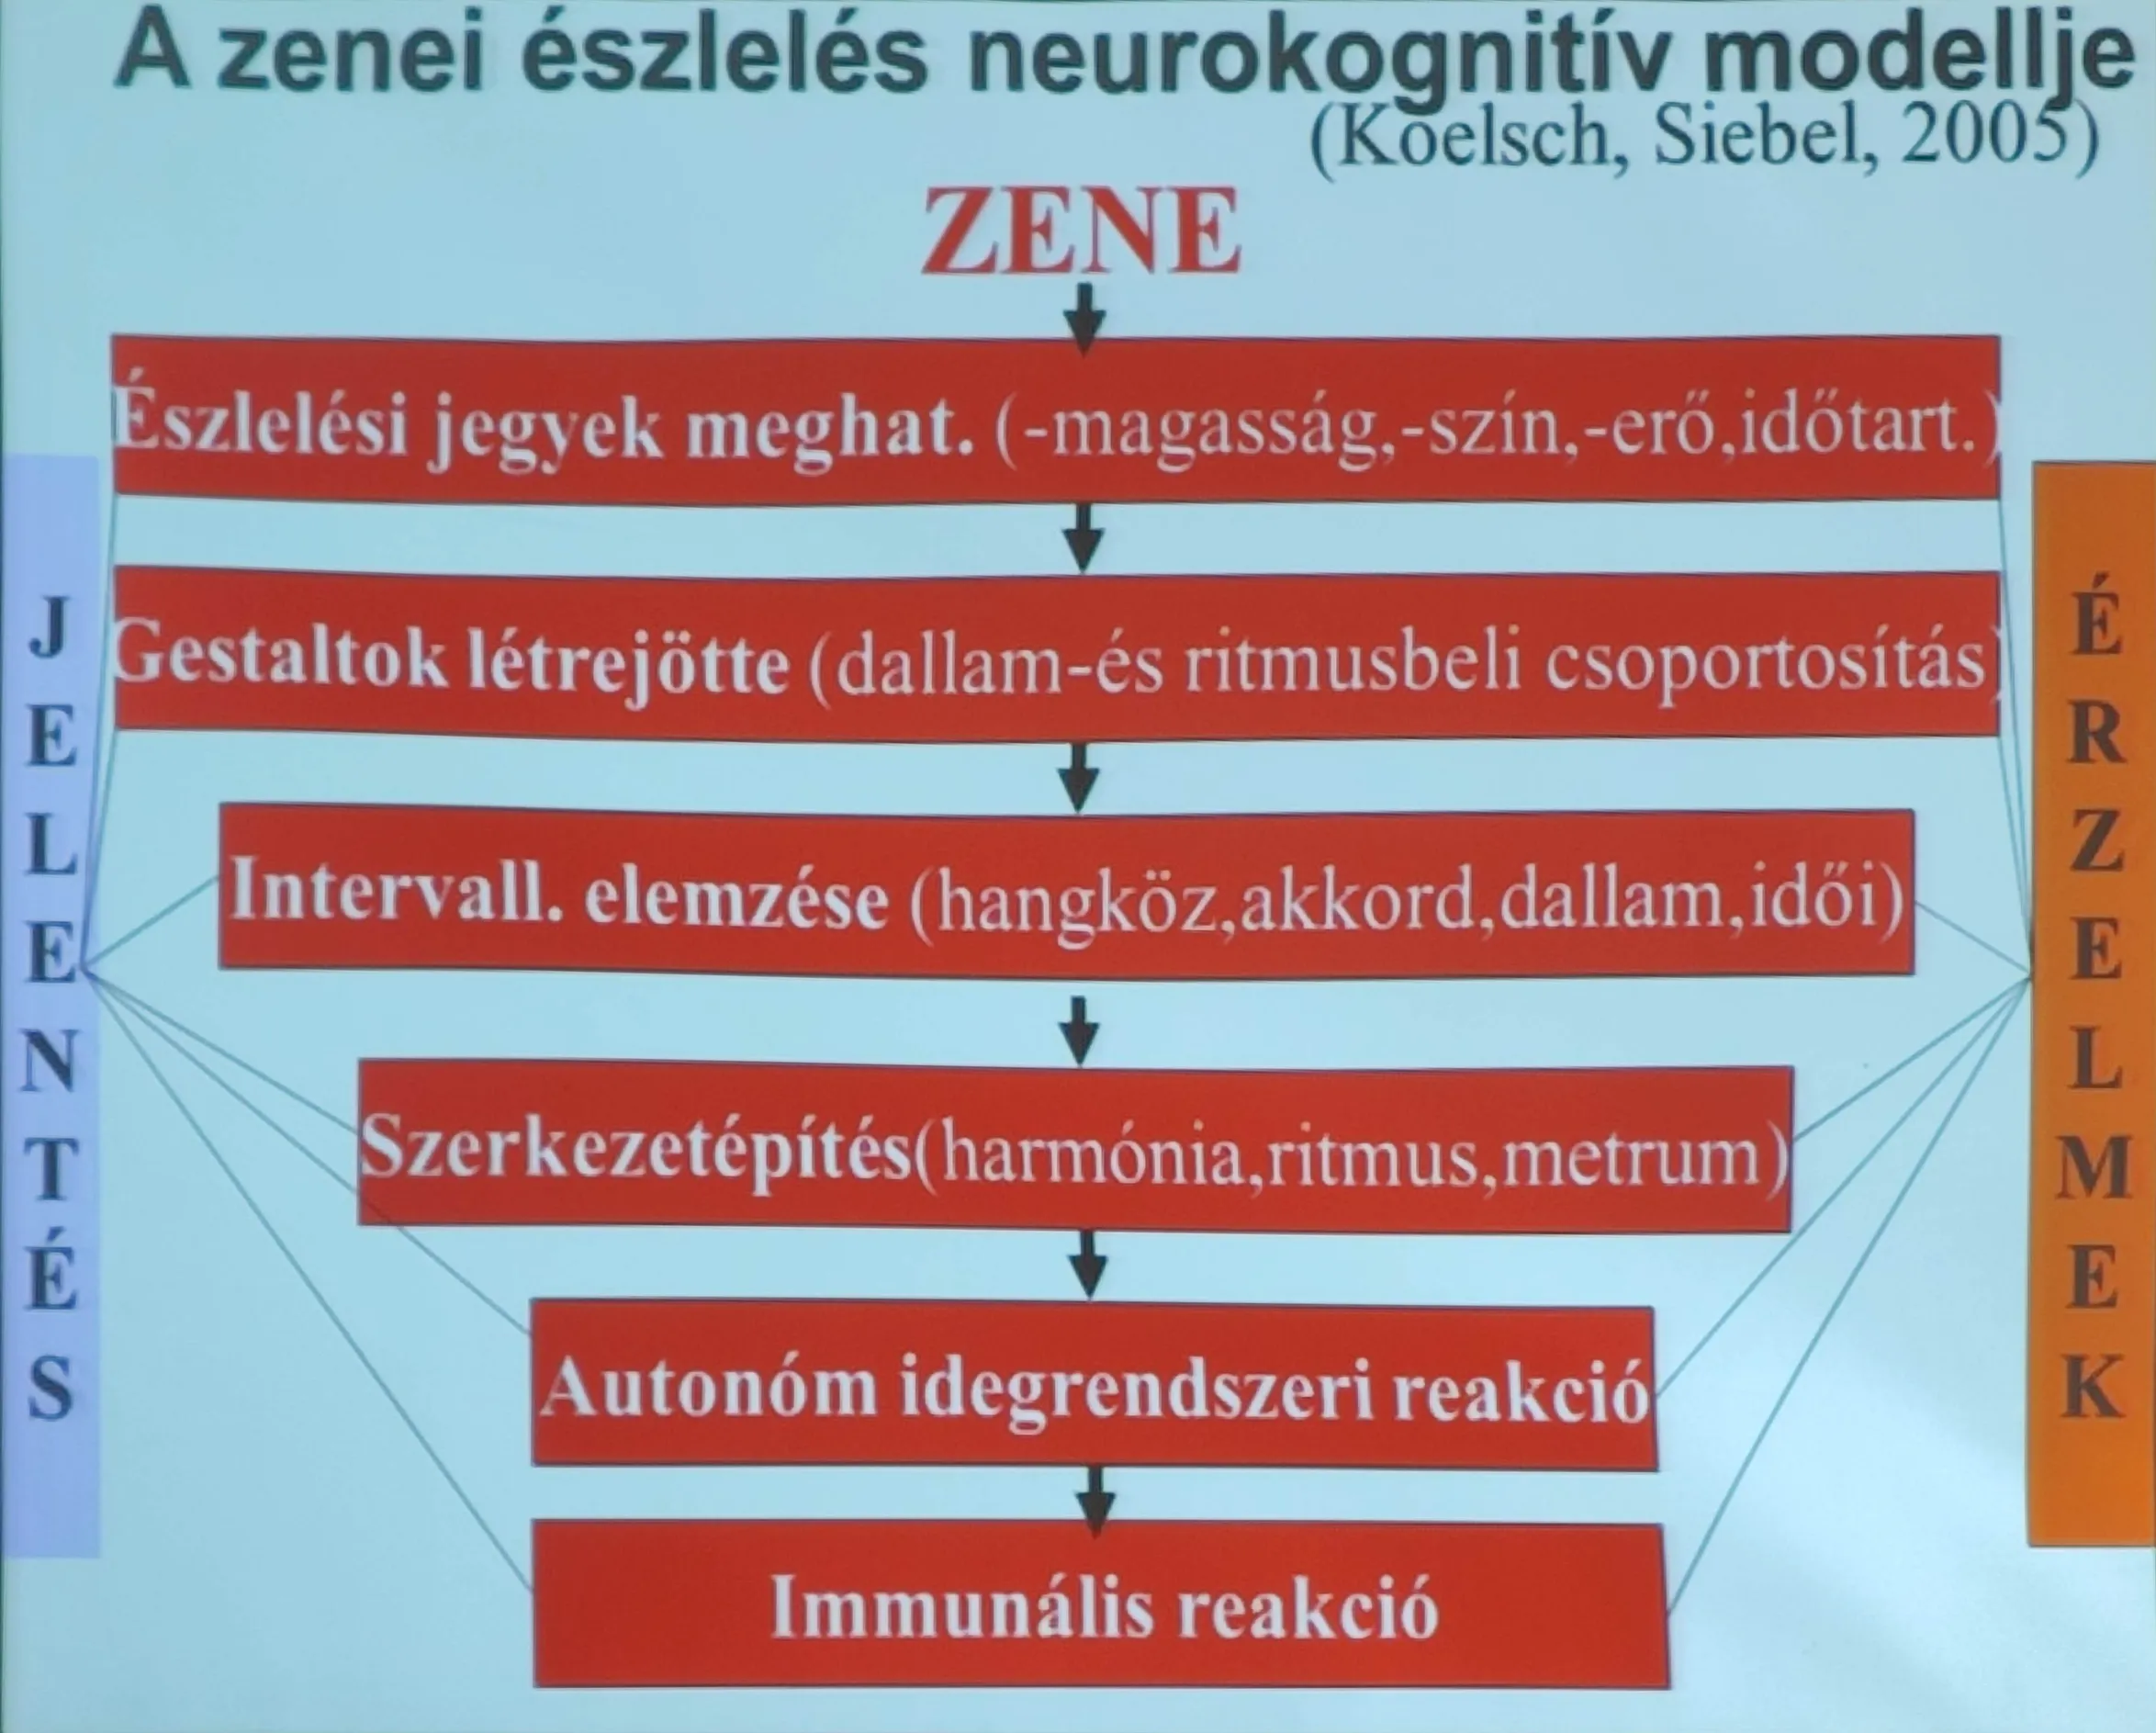 A zenei észlelés neurokognitív modellje
(Koelsch, Siebel, 2005)
ZENE
Észlelési jegyek meghat. (-magasság,-szín,-erő,időtart.)
Gestaltok létrejötte (dallam-és ritmusbeli csoportosítás)
Intervall. elemzése (hangköz,akkord,dallam,idői)
Szerkezetépítés(harmónia,ritmus,metrum)
Autonóm idegrendszeri reakció
Immunális reakció
JELENTÉS
ÉRZELMEK